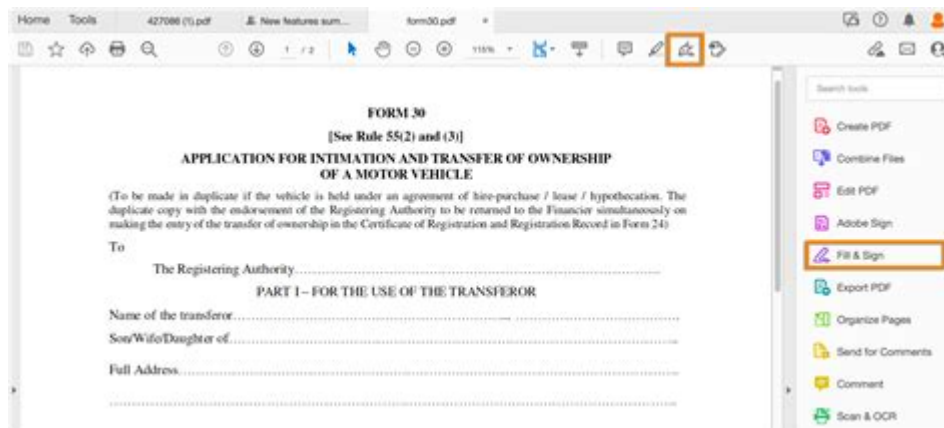 Home Tools 427086 (1).pdf New features sum... form30.pdf ×
1 / 2 116%
FORM 30
[See Rule 55(2) and (3)]
APPLICATION FOR INTIMATION AND TRANSFER OF OWNERSHIP
OF A MOTOR VEHICLE
(To be made in duplicate if the vehicle is held under an agreement of hire-purchase / lease / hypothecation. The
duplicate copy with the endorsement of the Registering Authority to be returned to the Financier simultaneously on
making the entry of the transfer of ownership in the Certificate of Registration and Registration Record in Form 24)
To
The Registering Authority
PART I – FOR THE USE OF THE TRANSFEROR
Name of the transferor
Son/Wife/Daughter of
Full Address
Search tools
Create PDF
Combine Files
Edit PDF
Adobe Sign
Fill & Sign
Export PDF
Organize Pages
Send for Comments
Comment
Scan & OCR